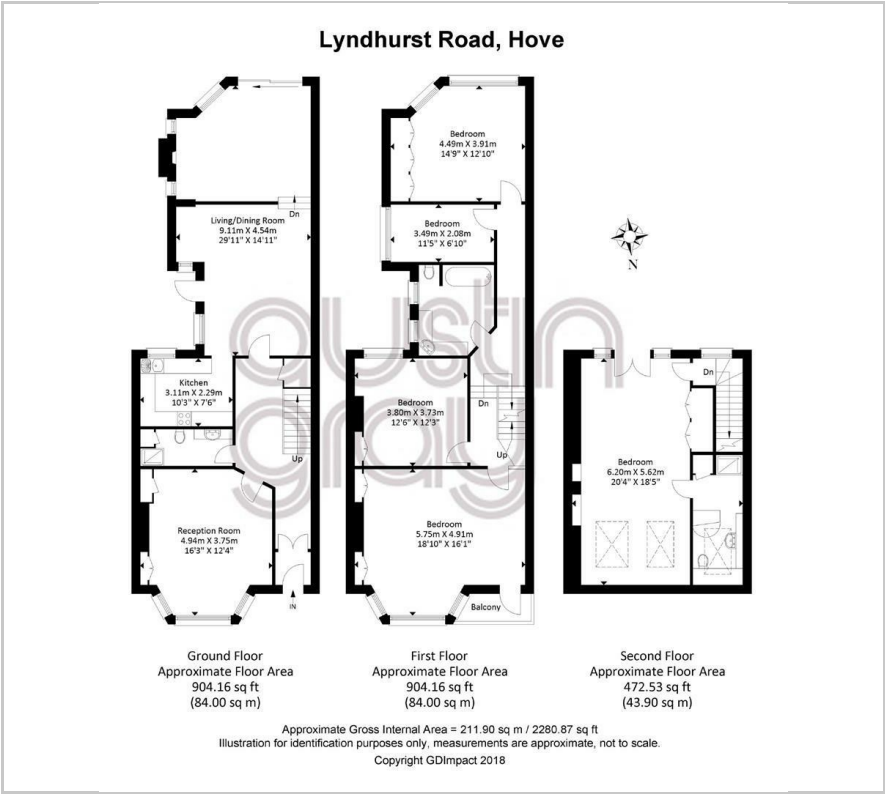 Lyndhurst Road, Hove
Dn
Living/Dining Room
9.11m X 4.54m
29'11" X 14'11"
Kitchen
3.11m X 2.29m
10'3" X 7'6"
Up
Reception Room
4.94m X 3.75m
16'3" X 12'4"
IN
Bedroom
4.49m X 3.91m
14'9" X 12'10"
Bedroom
3.49m X 2.08m
11'5" X 6'10"
Bedroom
3.80m X 3.73m
12'6" X 12'3"
Dn
Up
Bedroom
5.75m X 4.91m
18'10" X 16'1"
Balcony
N
Dn
Bedroom
6.20m X 5.62m
20'4" X 18'5"
austin
gray
Ground Floor
Approximate Floor Area
904.16 sq ft
(84.00 sq m)
First Floor
Approximate Floor Area
904.16 sq ft
(84.00 sq m)
Second Floor
Approximate Floor Area
472.53 sq ft
(43.90 sq m)
Approximate Gross Internal Area = 211.90 sq m / 2280.87 sq ft
Illustration for identification purposes only, measurements are approximate, not to scale.
Copyright GDImpact 2018